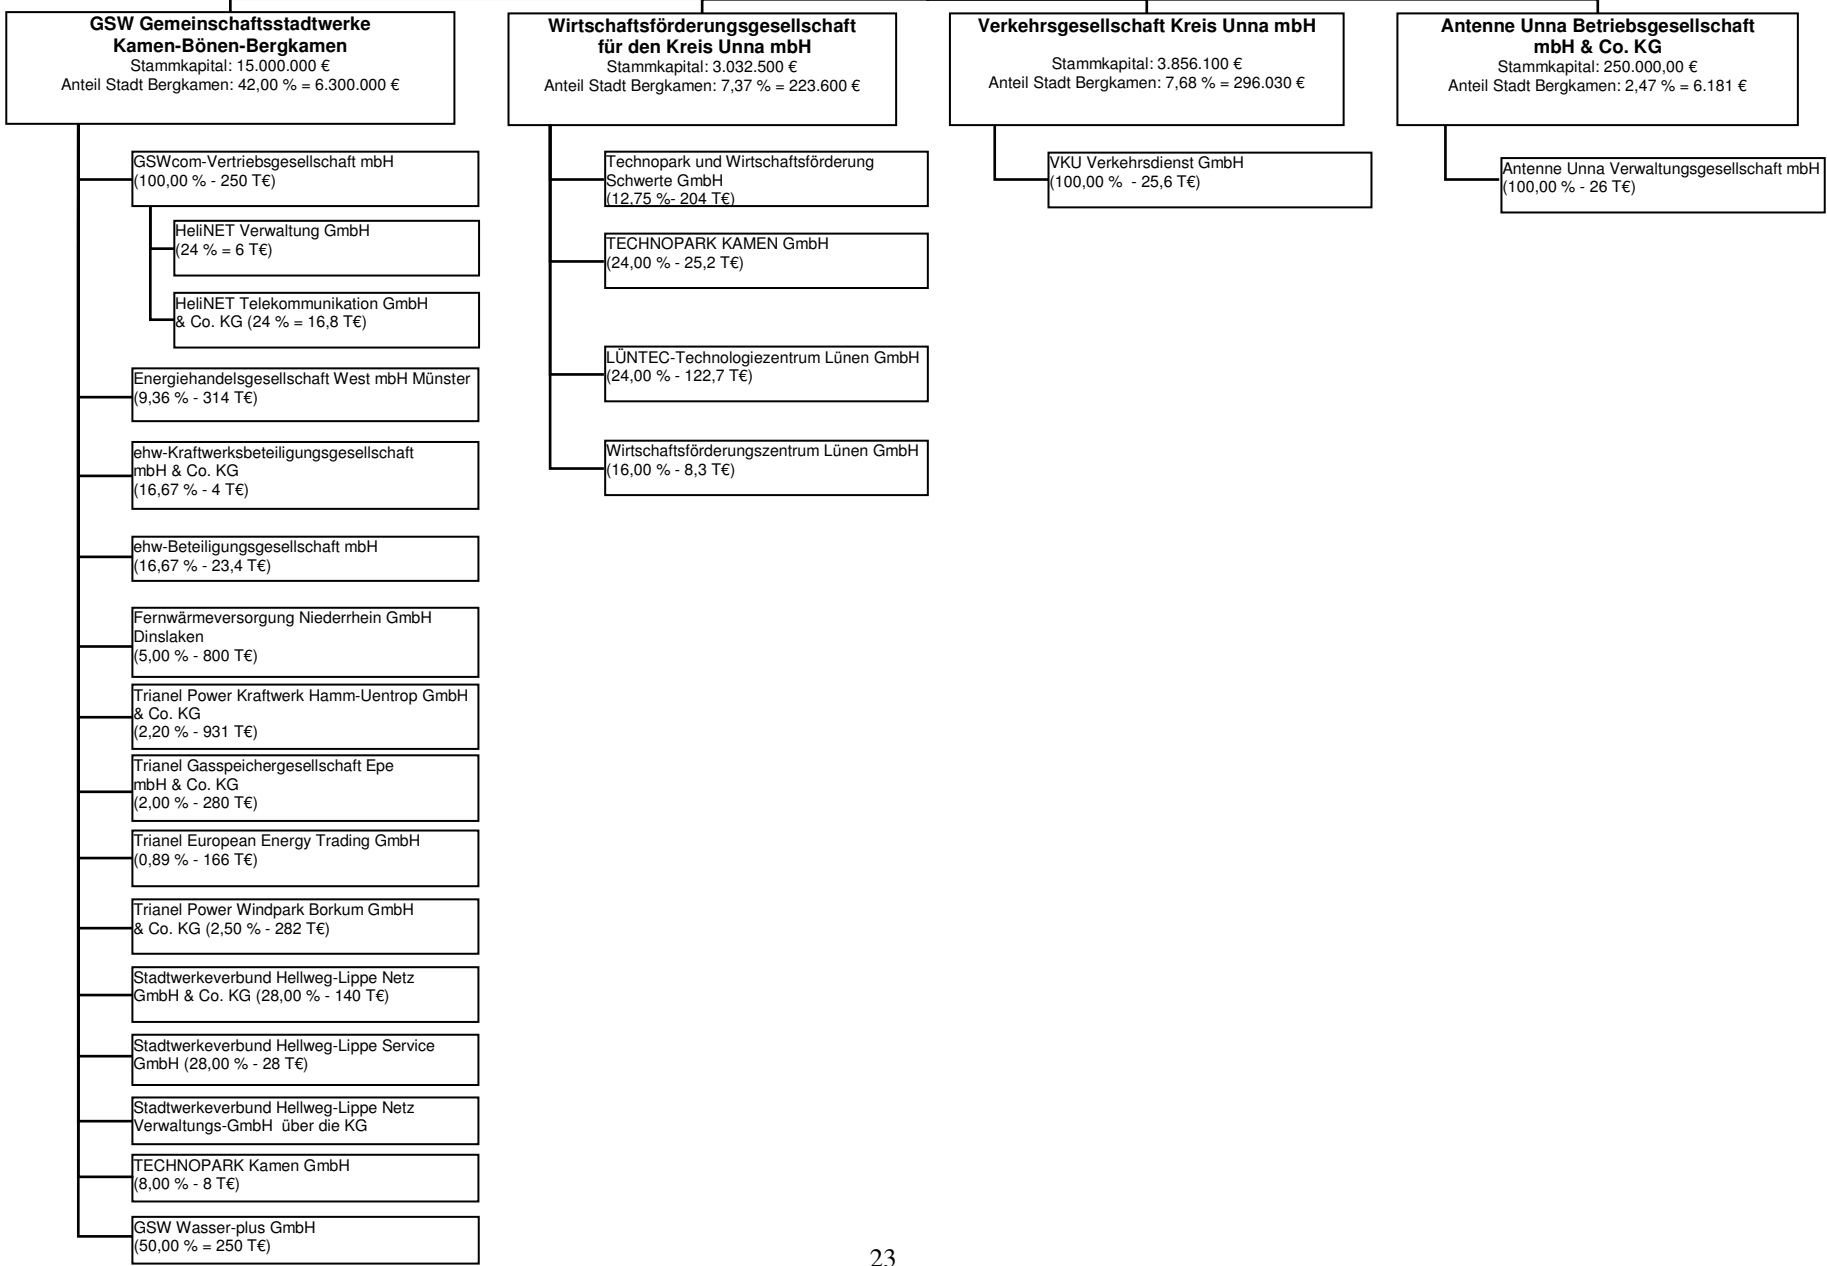 GSW Gemeinschaftsstadtwerke
Kamen-Bönen-Bergkamen
Stammkapital: 15.000.000 €
Anteil Stadt Bergkamen: 42,00 % = 6.300.000 €
GSWcom-Vertriebsgesellschaft mbH
(100,00 % - 250 T€)
HeliNET Verwaltung GmbH
(24 % = 6 T€)
HeliNET Telekommunikation GmbH
& Co. KG (24 % = 16,8 T€)
Energiehandelsgesellschaft West mbH Münster
(9,36 % - 314 T€)
ehw-Kraftwerksbeteiligungsgesellschaft
mbH & Co. KG
(16,67 % - 4 T€)
ehw-Beteiligungsgesellschaft mbH
(16,67 % - 23,4 T€)
Fernwärmeversorgung Niederrhein GmbH
Dinslaken
(5,00 % - 800 T€)
Trianel Power Kraftwerk Hamm-Uentrop GmbH
& Co. KG
(2,20 % - 931 T€)
Trianel Gasspeichergesellschaft Epe
mbH & Co. KG
(2,00 % - 280 T€)
Trianel European Energy Trading GmbH
(0,89 % - 166 T€)
Trianel Power Windpark Borkum GmbH
& Co. KG (2,50 % - 282 T€)
Stadtwerkeverbund Hellweg-Lippe Netz
GmbH & Co. KG (28,00 % - 140 T€)
Stadtwerkeverbund Hellweg-Lippe Service
GmbH (28,00 % - 28 T€)
Stadtwerkeverbund Hellweg-Lippe Netz
Verwaltungs-GmbH  über die KG
TECHNOPARK Kamen GmbH
(8,00 % - 8 T€)
GSW Wasser-plus GmbH
(50,00 % = 250 T€)
Wirtschaftsförderungsgesellschaft
für den Kreis Unna mbH
Stammkapital: 3.032.500 €
Anteil Stadt Bergkamen: 7,37 % = 223.600 €
Technopark und Wirtschaftsförderung
Schwerte GmbH
(12,75 %- 204 T€)
TECHNOPARK KAMEN GmbH
(24,00 % - 25,2 T€)
LÜNTEC-Technologiezentrum Lünen GmbH
(24,00 % - 122,7 T€)
Wirtschaftsförderungszentrum Lünen GmbH
(16,00 % - 8,3 T€)
Verkehrsgesellschaft Kreis Unna mbH
Stammkapital: 3.856.100 €
Anteil Stadt Bergkamen: 7,68 % = 296.030 €
VKU Verkehrsdienst GmbH
(100,00 %  - 25,6 T€)
Antenne Unna Betriebsgesellschaft
mbH & Co. KG
Stammkapital: 250.000,00 €
Anteil Stadt Bergkamen: 2,47 % = 6.181 €
Antenne Unna Verwaltungsgesellschaft mbH
(100,00 % - 26 T€)
23